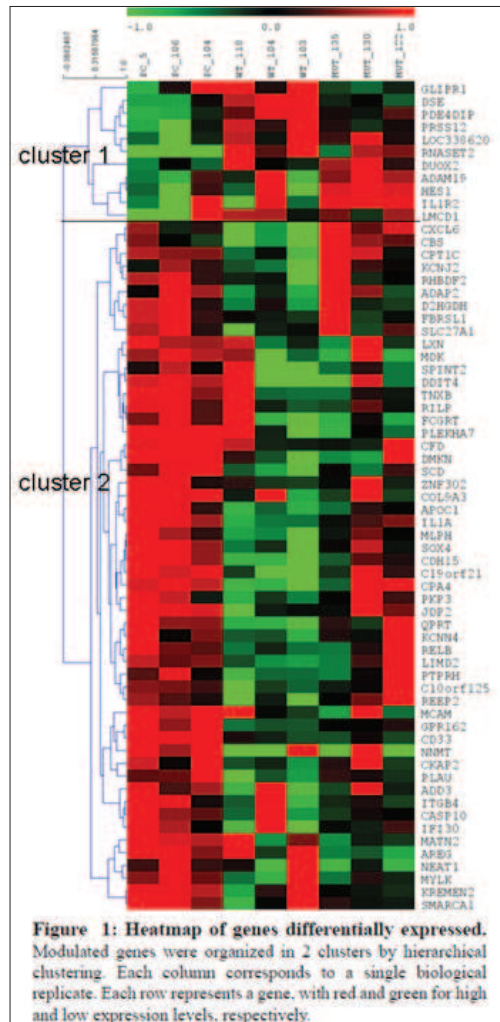 -1.0 0.0 1.0
PC_5
PC_106
PC_104
WT_110
WT_104
WT_103
MUT_135
MUT_130
cluster 1
cluster 2
GLIPR1
DSE
PDE4DIP
PRSS12
LOC338620
RNASET2
DUOX2
ADAM19
HES1
IL1R2
LMCD1
CXCL6
CBS
CPT1C
KCNJ2
RHBDF2
ADAP2
D2HGDH
FBRSL1
SLC27A1
LXN
MDK
SPINT2
DDIT4
TNXB
RILP
FCGRT
PLEKHA7
CFD
DMKN
SCD
ZNF302
COL9A3
APOC1
IL1A
MLPH
SOX4
CDH15
C19orf21
CPA4
PKP3
JDP2
QPRT
KCNN4
RELB
LIMD2
PTPRH
C10orf125
REEP2
MCAM
GPR162
CD33
NNMT
CKAP2
PLAU
ADD3
ITGB4
CASP10
IFI30
MATN2
AREG
NEAT1
MYLK
KREMEN2
SMARCA1
Figure 1: Heatmap of genes differentially expressed.
Modulated genes were organized in 2 clusters by hierarchical
clustering. Each column corresponds to a single biological
replicate. Each row represents a gene, with red and green for high
and low expression levels, respectively.